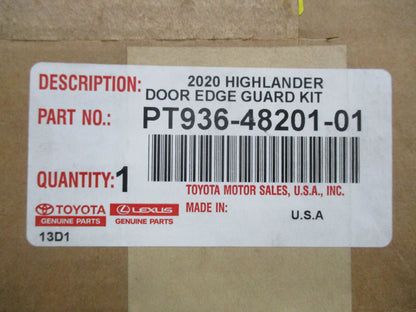 DESCRIPTION: 2020 HIGHLANDER
DOOR EDGE GUARD KIT
PART NO.: PT936-48201-01
QUANTITY: 1
TOYOTA MOTOR SALES, U.S.A., INC.
MADE IN: U.S.A
TOYOTA LEXUS
GENUINE PARTS GENUINE PARTS
13D1